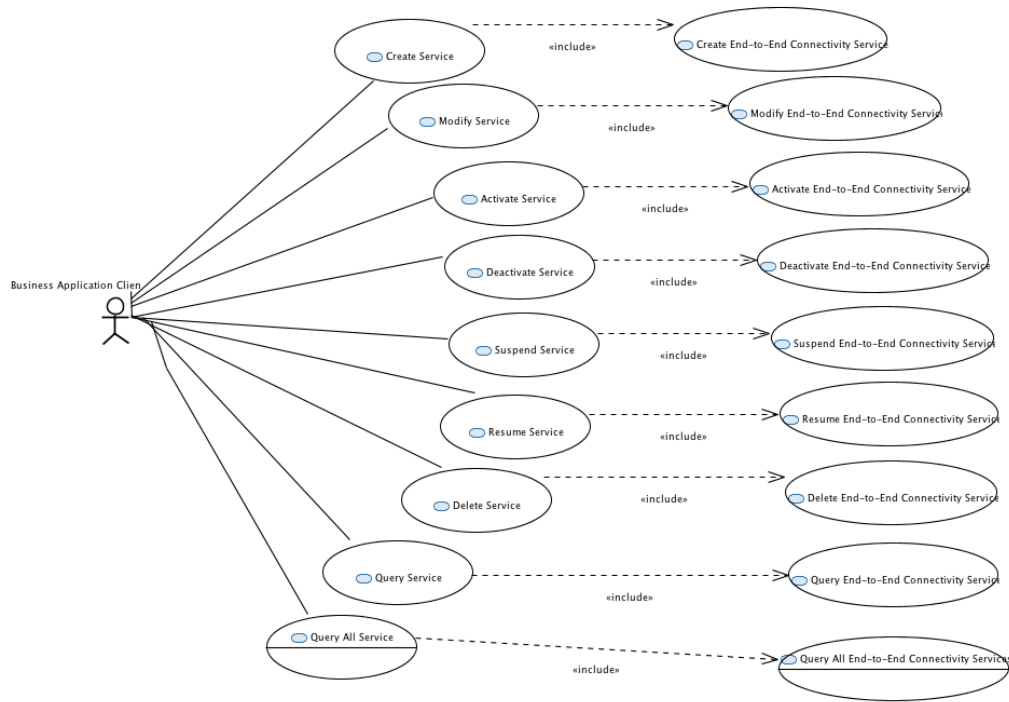 Create Service
«include»
Create End-to-End Connectivity Service
Modify Service
«include»
Modify End-to-End Connectivity Servic
Activate Service
«include»
Activate End-to-End Connectivity Service
Business Application Clien
Deactivate Service
«include»
Deactivate End-to-End Connectivity Service
Suspend Service
«include»
Suspend End-to-End Connectivity Service
Resume Service
«include»
Resume End-to-End Connectivity Service
Delete Service
«include»
Delete End-to-End Connectivity Service
Query Service
«include»
Query End-to-End Connectivity Servic
Query All Service
«include»
Query All End-to-End Connectivity Services